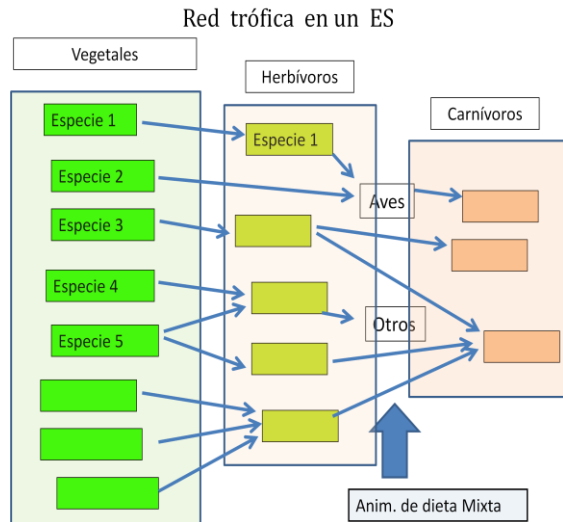 Red trófica en un ES
Vegetales
Herbívoros
Carnívoros
Especie 1
Especie 2
Especie 3
Especie 4
Especie 5
Especie 1
Aves
Otros
Anim. de dieta Mixta